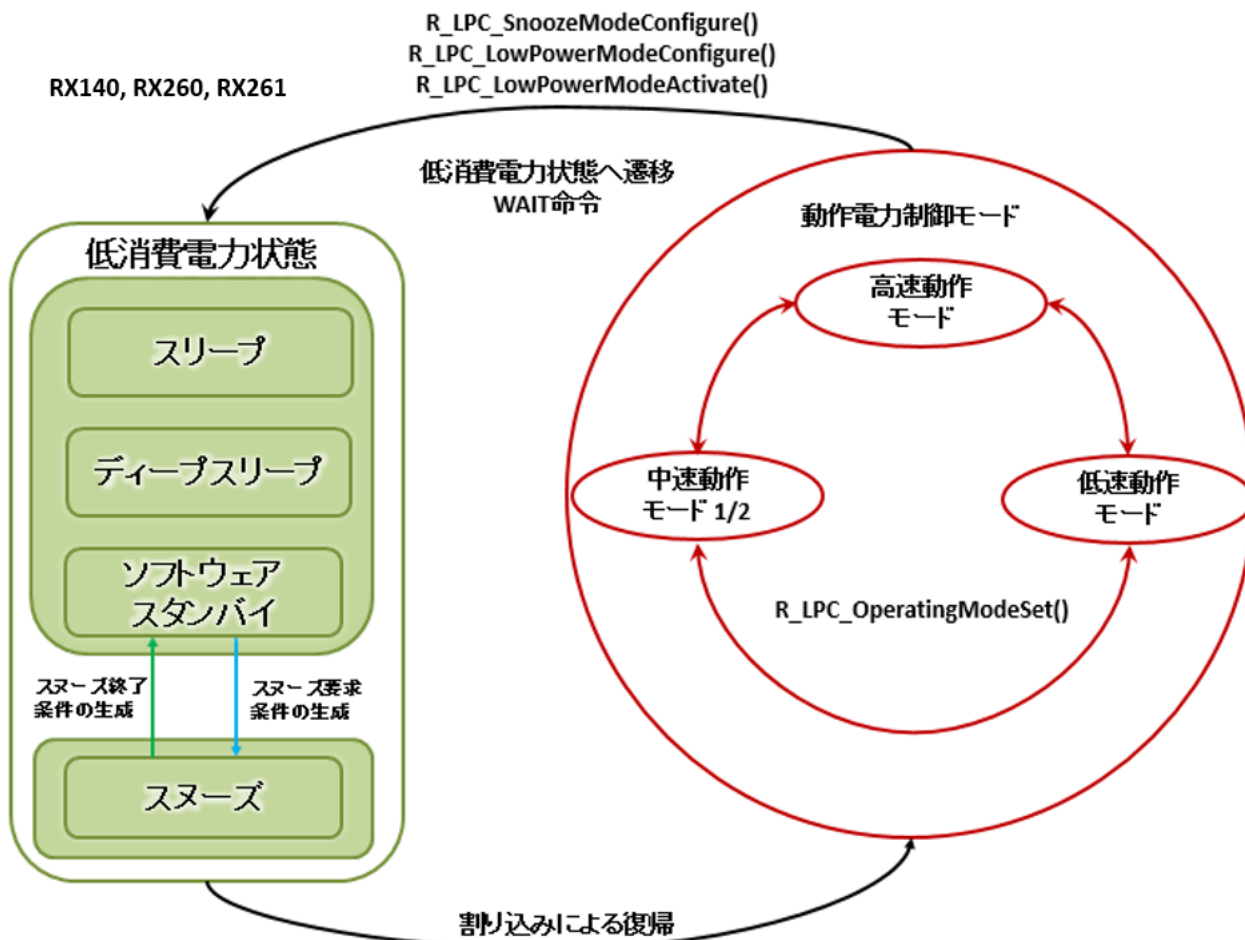 R_LPC_SnoozeModeConfigure()
R_LPC_LowPowerModeConfigure()
R_LPC_LowPowerModeActivate()
RX140, RX260, RX261
低消費電力状態へ遷移
WAIT命令
動作電力制御モード
低消費電力状態
高速動作
モード
スリープ
ディープスリープ
中速動作
モード 1/2
低速動作
モード
ソフトウェア
スタンバイ
R_LPC_OperatingModeSet()
スヌーズ終了
条件の生成
スヌーズ要求
条件の生成
スヌーズ
割り込みによる復帰